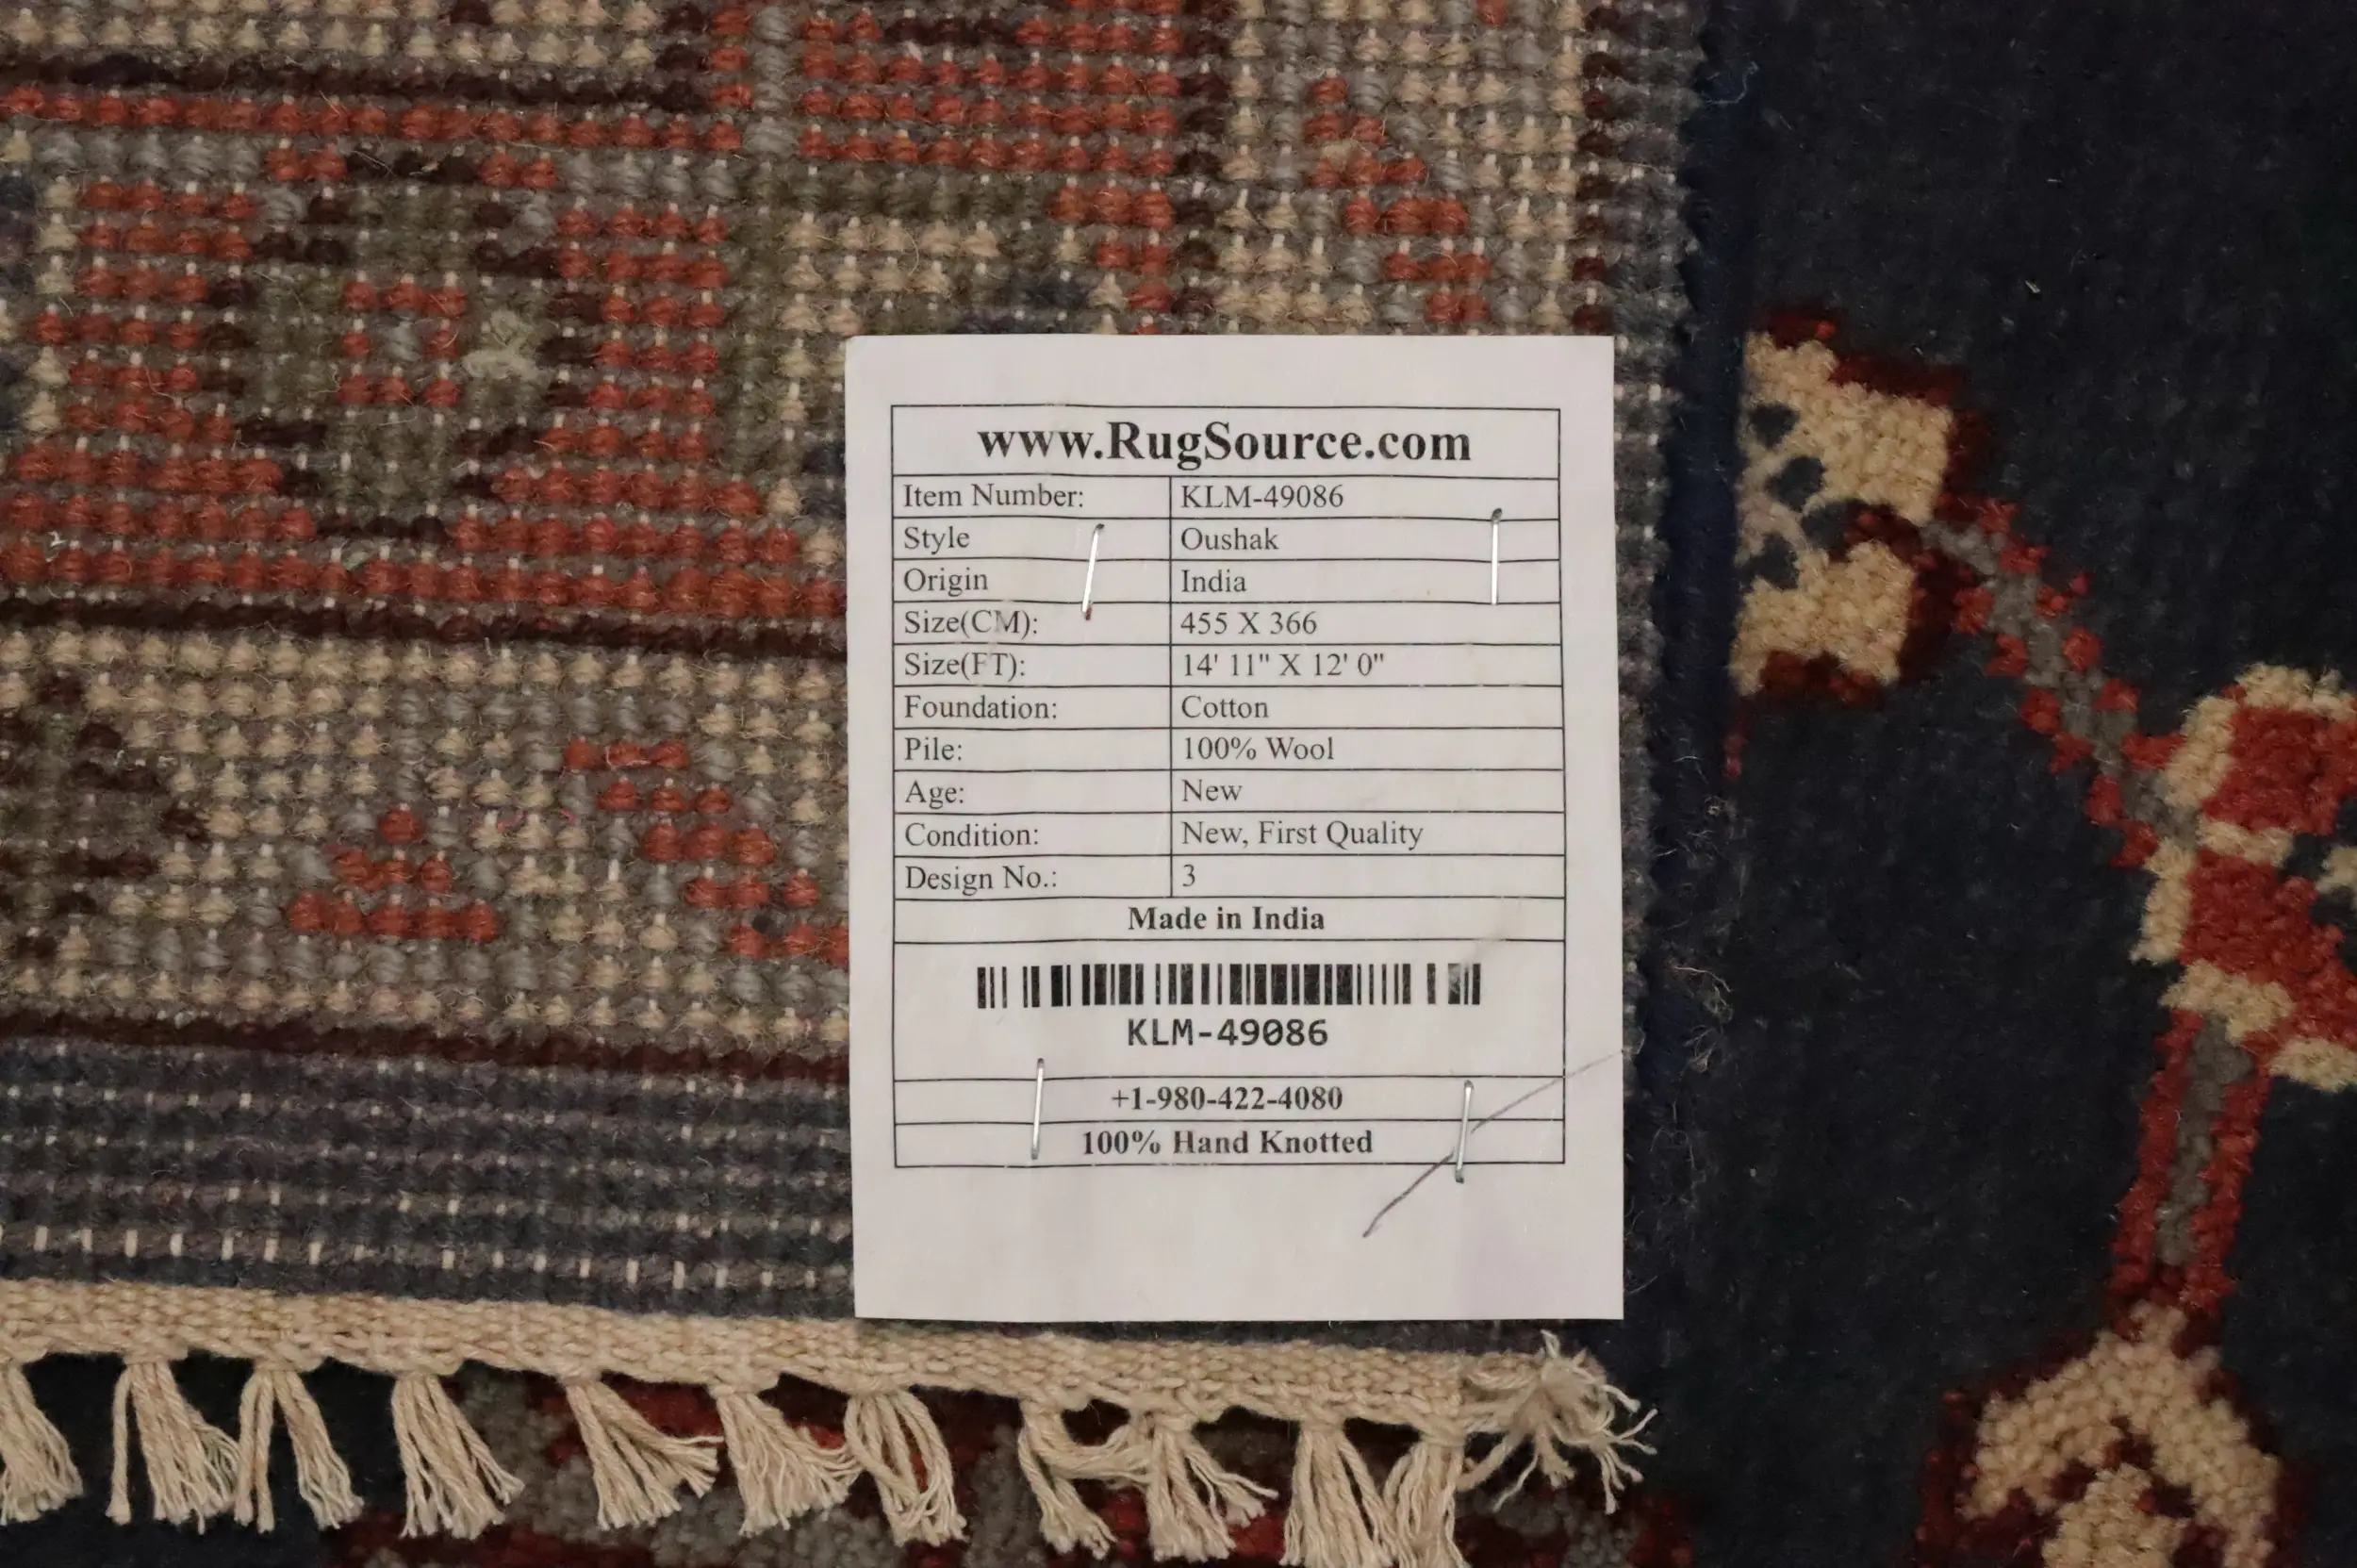 www.RugSource.com
Item Number: KLM-49086
Style Oushak
Origin India
Size(CM): 455 X 366
Size(FT): 14' 11" X 12' 0"
Foundation: Cotton
Pile: 100% Wool
Age: New
Condition: New, First Quality
Design No.: 3
Made in India
KLM-49086
+1-980-422-4080
100% Hand Knotted